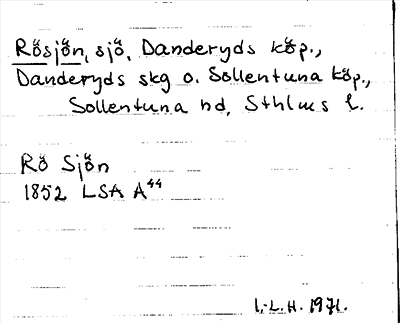 Rösjön, sjö, Danderyds köp.,
Danderyds skg o. Sollentuna köp.,
Sollentuna hd, Sthlms l.
Rö Sjön
1852 LSA A44
I.-L.H. 1971.